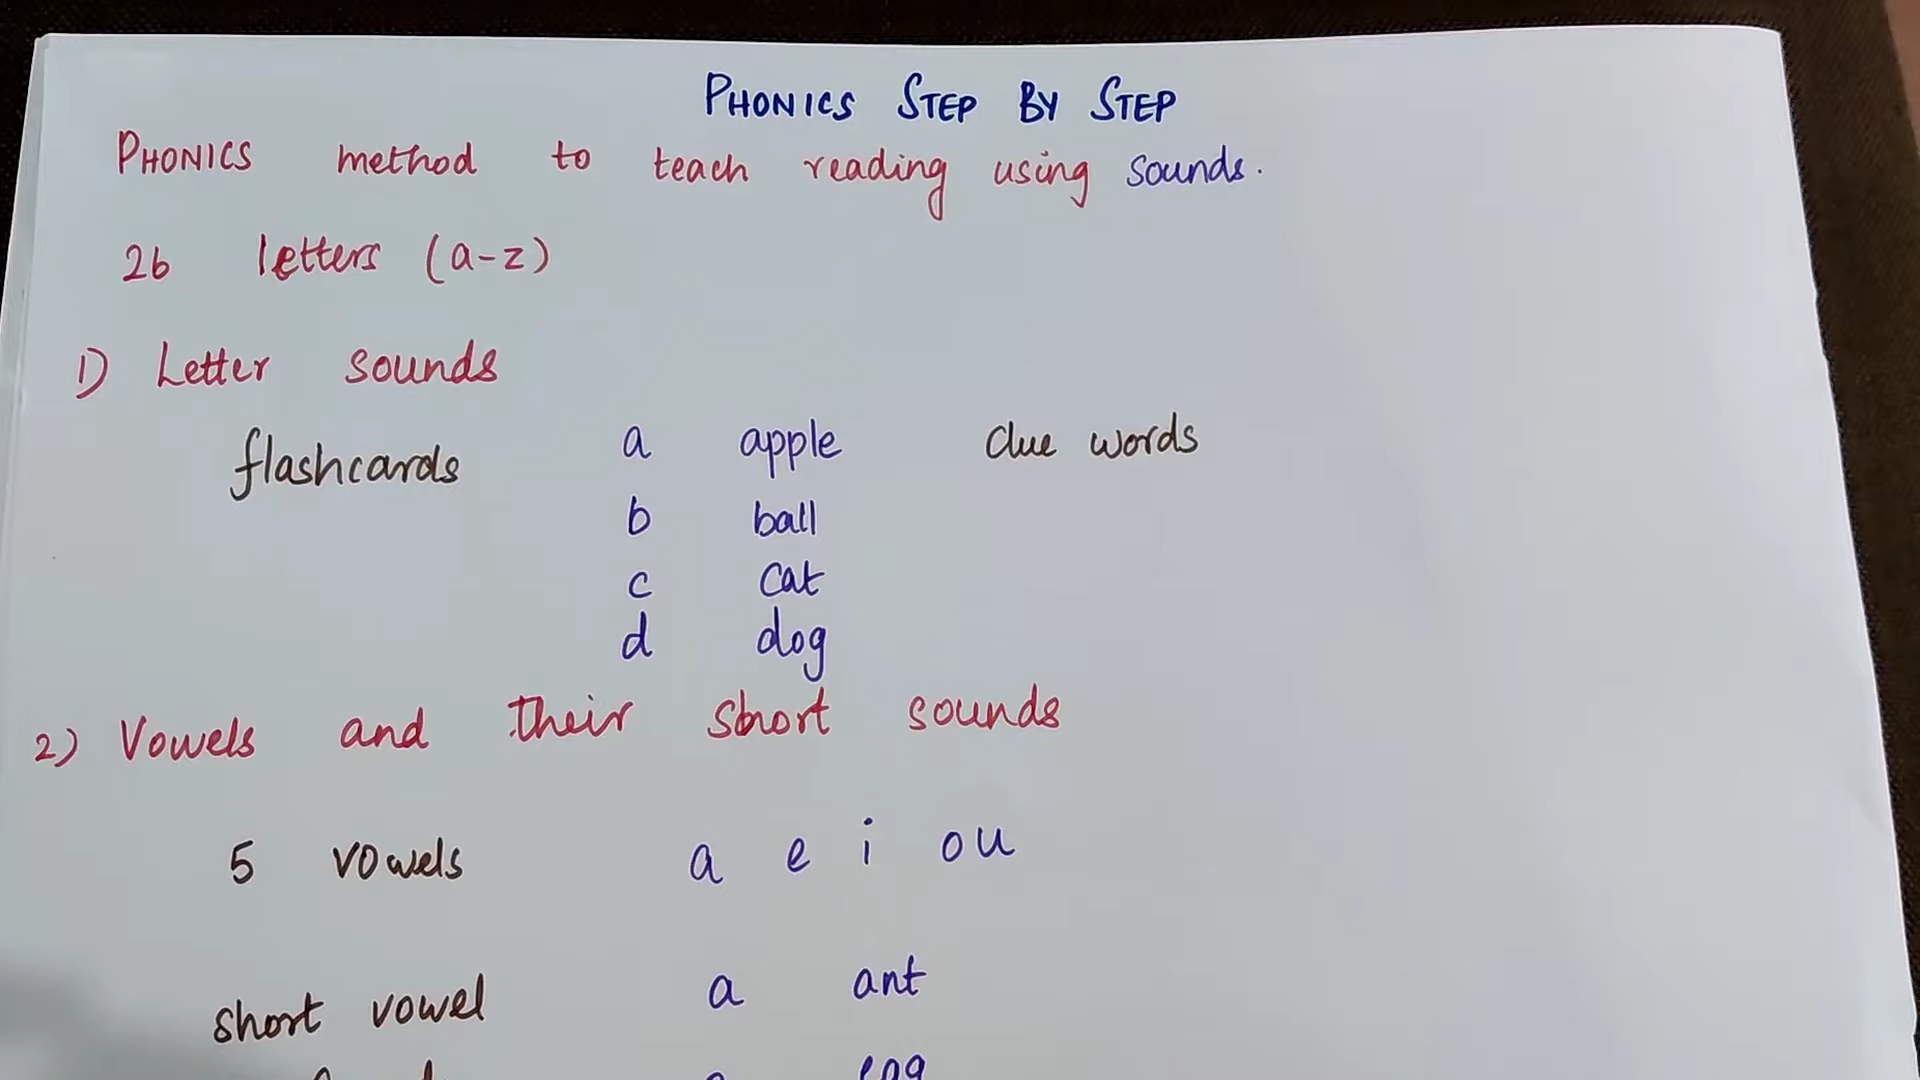 PHONICS STEP BY STEP
PHONICS method to teach reading using sounds.
26 letters (a-z)
1) Letter sounds
flashcards a apple clue words
b ball
c cat
d dog
2) Vowels and their short sounds
5 vowels a e i o u
short vowel a ant
egg